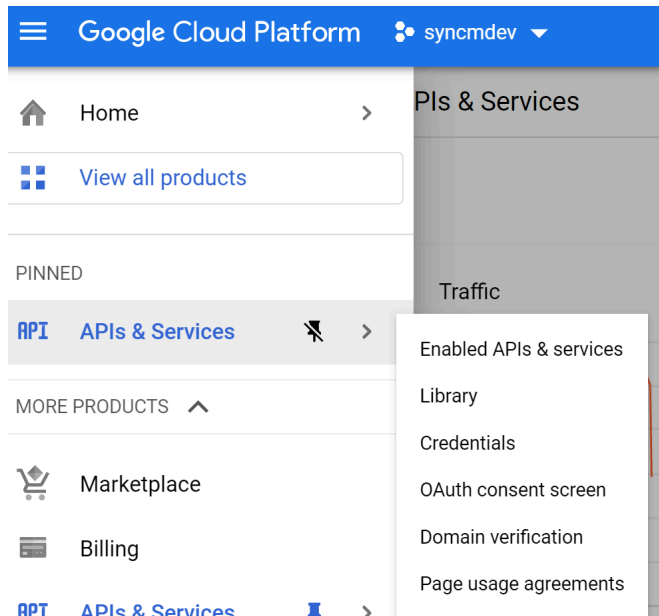 Google Cloud Platform syncmdev
Home
PIs & Services
View all products
PINNED
Traffic
API APIs & Services
Enabled APIs & services
Library
MORE PRODUCTS
Credentials
Marketplace
OAuth consent screen
Domain verification
Billing
Page usage agreements
API APIs & Services